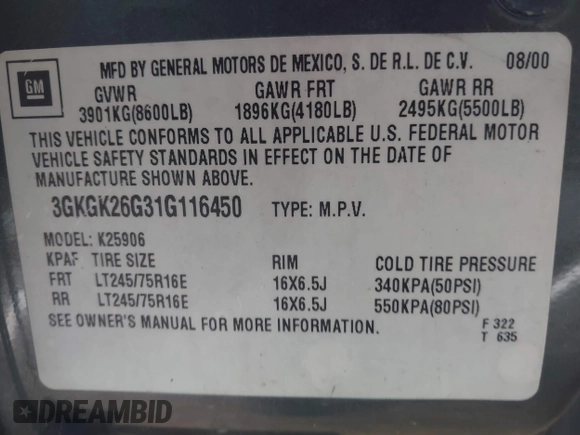 GM
MFD BY GENERAL MOTORS DE MEXICO, S. DE R.L. DE C.V. 08/00
GVWR GAWR FRT GAWR RR
3901KG(8600LB) 1896KG(4180LB) 2495KG(5500LB)
THIS VEHICLE CONFORMS TO ALL APPLICABLE U.S. FEDERAL MOTOR
VEHICLE SAFETY STANDARDS IN EFFECT ON THE DATE OF
MANUFACTURE SHOWN ABOVE.
3GKGK26G31G116450 TYPE: M.P.V.
MODEL: K25906
KPAF TIRE SIZE RIM COLD TIRE PRESSURE
FRT LT245/75R16E 16X6.5J 340KPA(50PSI)
RR LT245/75R16E 16X6.5J 550KPA(80PSI)
SEE OWNER'S MANUAL FOR MORE INFORMATION. F 322
T 635
DREAMBID